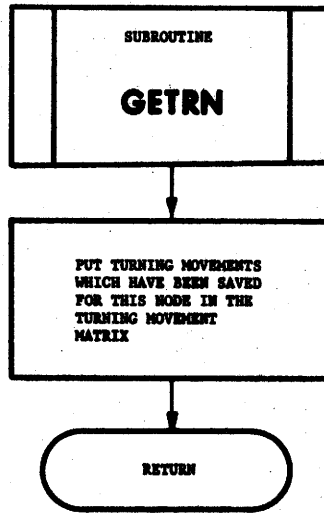 SUBROUTINE
GETRN
PUT TURNING MOVEMENTS
WHICH HAVE BEEN SAVED
FOR THIS NODE IN THE
TURNING MOVEMENT
MATRIX
RETURN